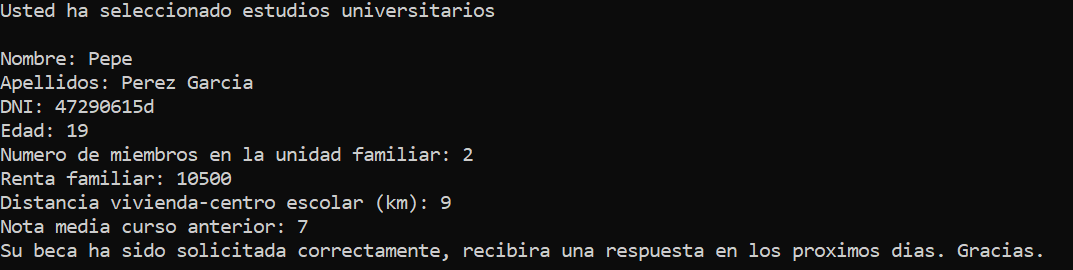 Usted ha seleccionado estudios universitarios
Nombre: Pepe
Apellidos: Perez Garcia
DNI: 47290615d
Edad: 19
Numero de miembros en la unidad familiar: 2
Renta familiar: 10500
Distancia vivienda-centro escolar (km): 9
Nota media curso anterior: 7
Su beca ha sido solicitada correctamente, recibira una respuesta en los proximos dias. Gracias.